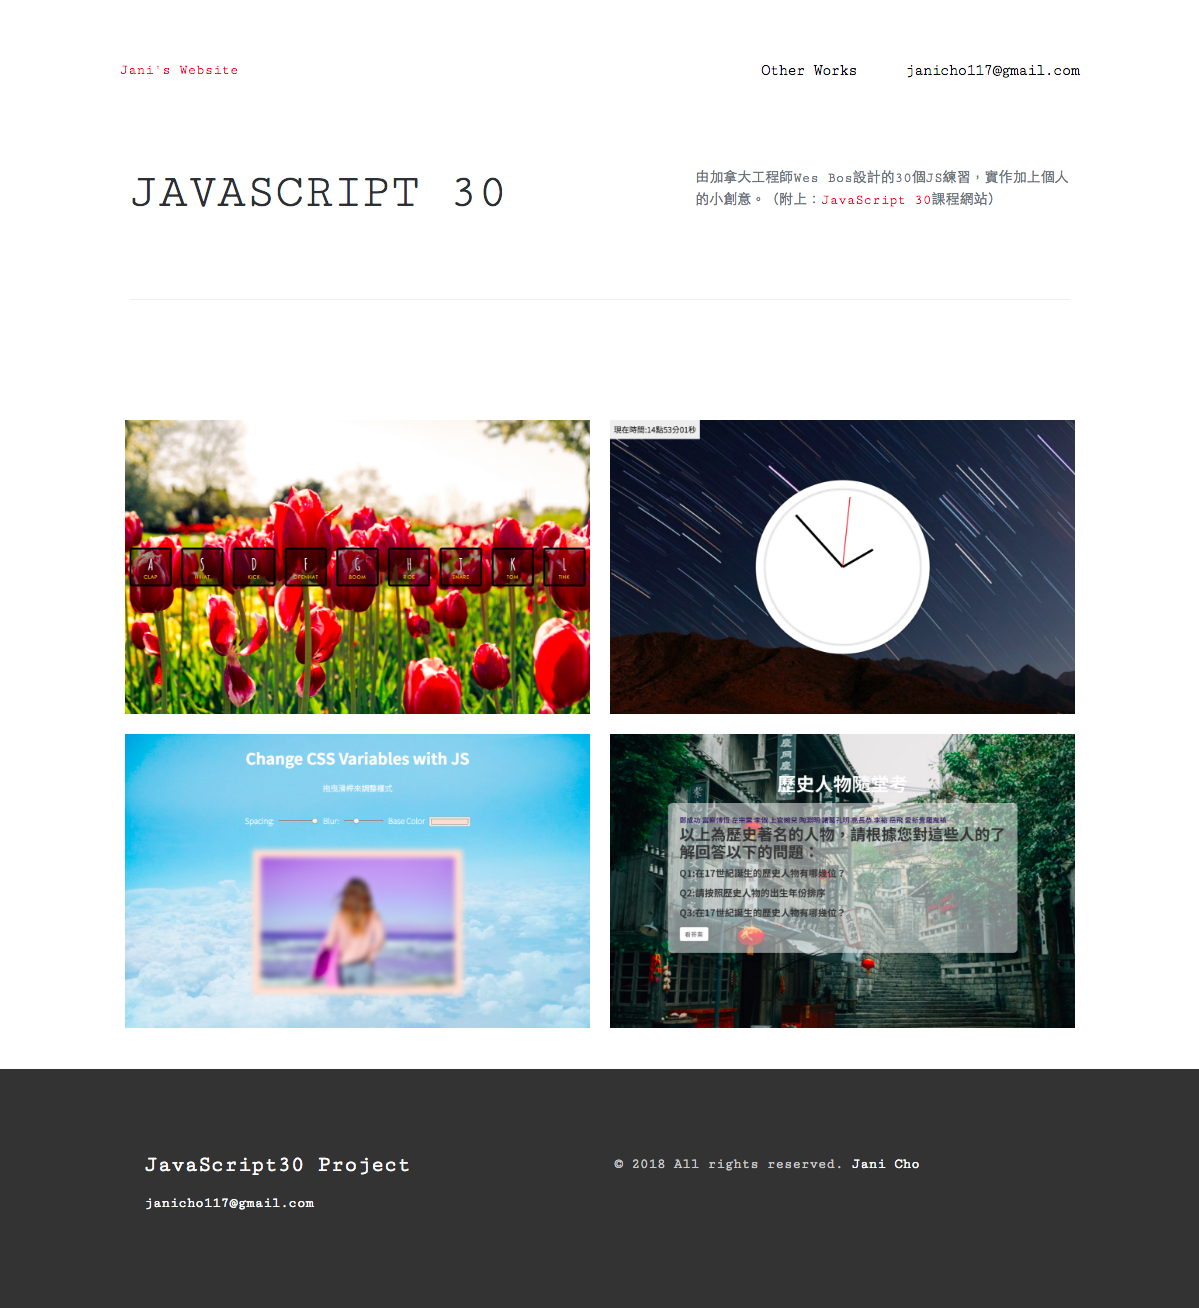 Jani's Website
Other Works
janicho117@gmail.com
JAVASCRIPT 30
由加拿大工程師Wes Bos設計的30個JS練習，實作加上個人
的小創意。（附上：JavaScript 30課程網站）
A S D F G H J K L
CLAP HIHAT KICK OPENHAT BOOM RIDE SNARE TOM TINK
現在時間:14點53分01秒
Change CSS Variables with JS
拖曳滑桿來調整樣式
Spacing: Blur: Base Color
歷史人物隨堂考
以上為歷史著名的人物，請根據您對這些人的了
解回答以下的問題：
Q1:在17世紀誕生的歷史人物有哪幾位？
Q2:請按照歷史人物的出生年份排序
Q3:在17世紀誕生的歷史人物有哪幾位？
看答案
JavaScript30 Project
janicho117@gmail.com
© 2018 All rights reserved. Jani Cho